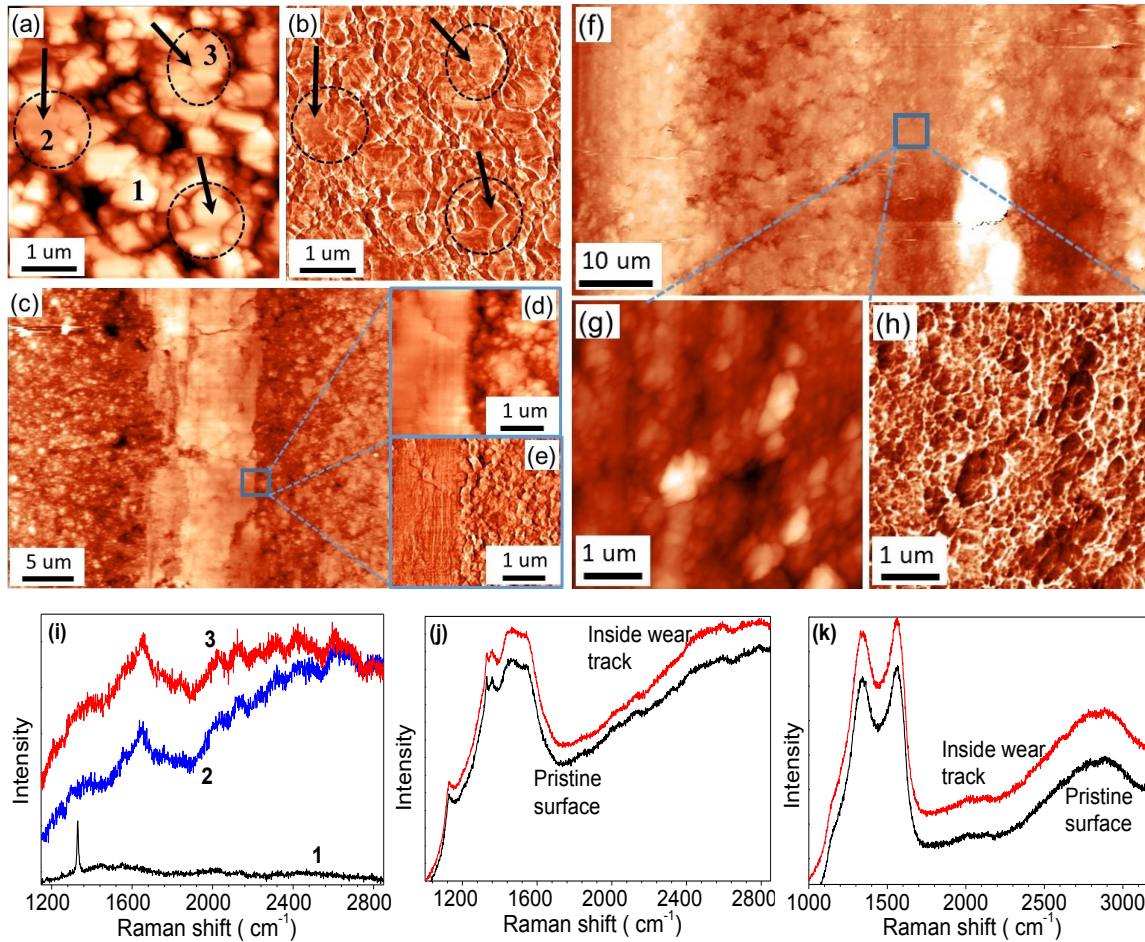 (a)
3
2
1
1 um
(b)
1 um
(f)
10 um
(c)
5 um
(d)
1 um
(e)
1 um
(g)
1 um
(h)
1 um
(i)
3
2
1
Intensity
1200 1600 2000 2400 2800
Raman shift ( cm-1)
(j)
Inside wear
track
Pristine
surface
Intensity
1200 1600 2000 2400 2800
Raman shift ( cm-1)
(k)
Inside wear
track
Pristine
surface
Intensity
1000 1500 2000 2500 3000
Raman shift ( cm-1)